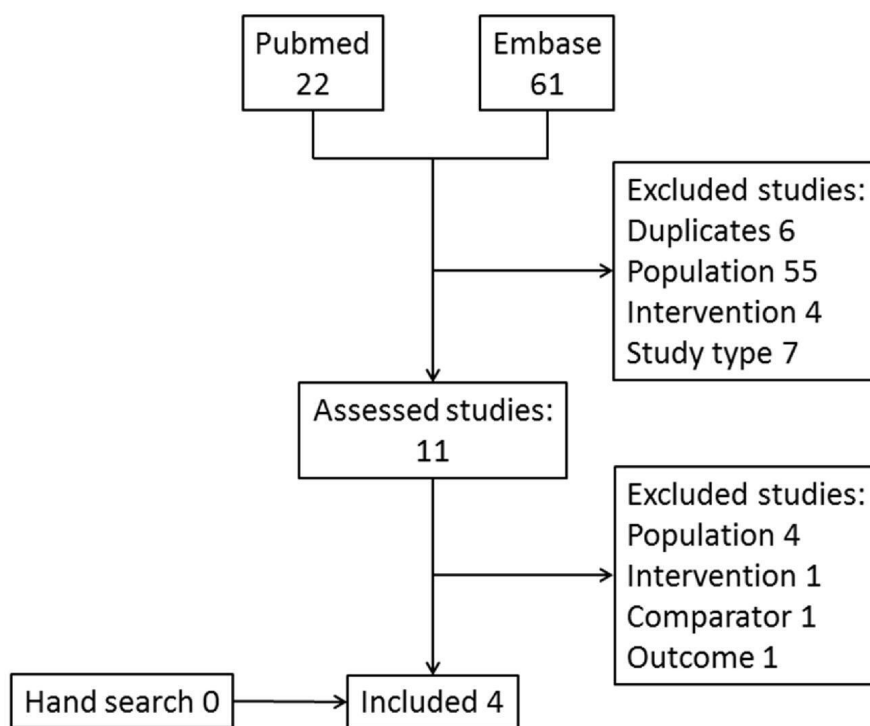 Pubmed
22
Embase
61
Excluded studies:
Duplicates 6
Population 55
Intervention 4
Study type 7
Assessed studies:
11
Excluded studies:
Population 4
Intervention 1
Comparator 1
Outcome 1
Hand search 0
Included 4